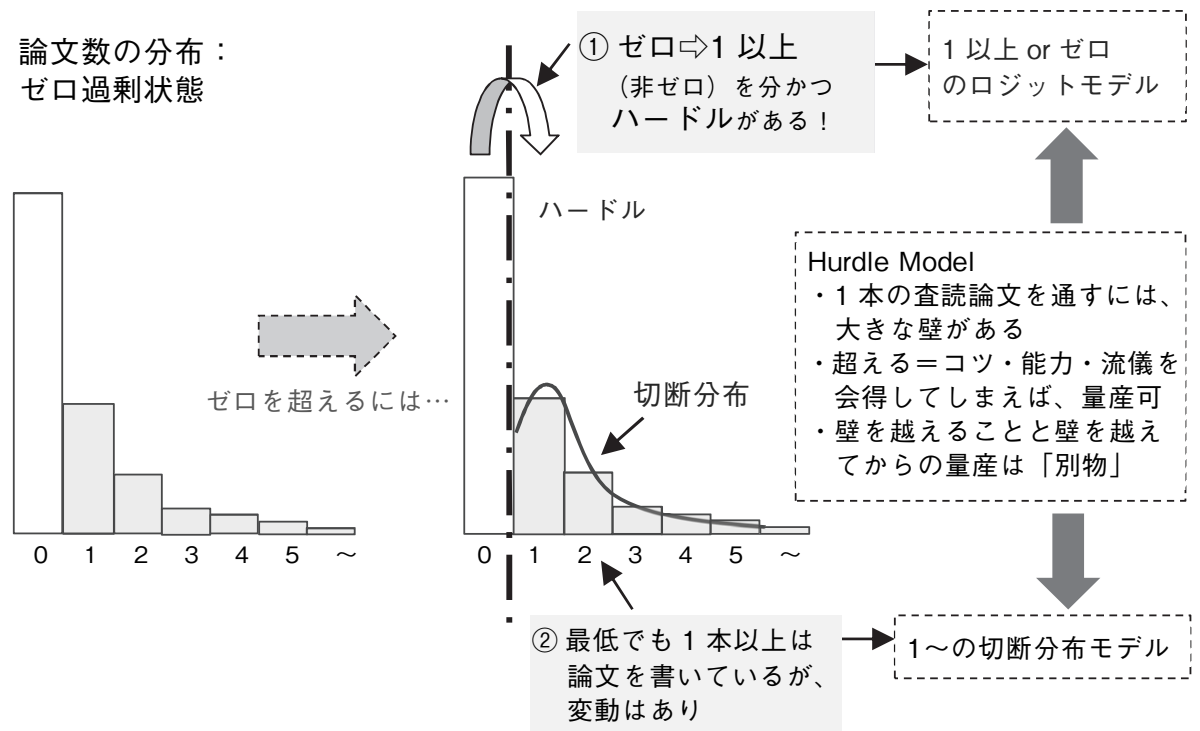 論文数の分布：
ゼロ過剰状態
0 1 2 3 4 5 ～
ゼロを超えるには…
① ゼロ⇨1 以上
（非ゼロ）を分かつ
ハードルがある！
ハードル
切断分布
0 1 2 3 4 5 ～
② 最低でも 1 本以上は
論文を書いているが、
変動はあり
1 以上 or ゼロ
のロジットモデル
Hurdle Model
・1 本の査読論文を通すには、
大きな壁がある
・超える＝コツ・能力・流儀を
会得してしまえば、量産可
・壁を越えることと壁を越え
てからの量産は「別物」
1～の切断分布モデル